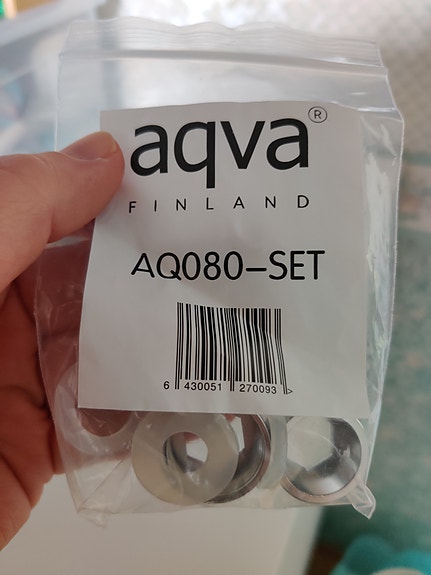 aqva®
FINLAND
AQ080-SET
6 430051 270093 >